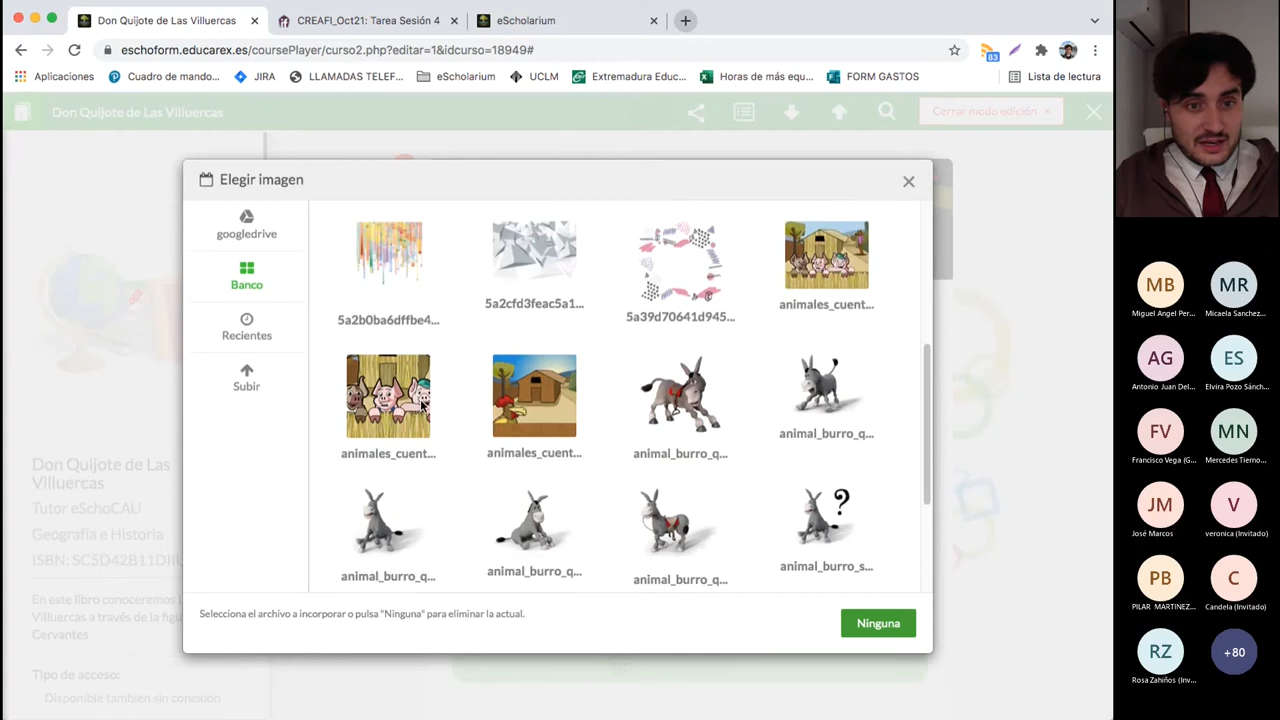 Don Quijote de Las Villuercas
CREAFI_Oct21: Tarea Sesión 4
eScholarium
eschoform.educarex.es/coursePlayer/curso2.php?editar=1&idcurso=18949#
83
Aplicaciones
Cuadro de mando...
JIRA
LLAMADAS TELEF...
eScholarium
UCLM
Extremadura Educ...
Horas de más equ...
FORM GASTOS
Lista de lectura
Don Quijote de Las Villuercas
Cerrar modo edición ×
Elegir imagen
googledrive
Banco
Recientes
Subir
5a2b0ba6dffbe4...
5a2cfd3feac5a1...
5a39d70641d945...
animales_cuent...
animales_cuent...
animales_cuent...
animal_burro_q...
animal_burro_q...
?
animal_burro_q...
animal_burro_q...
animal_burro_q...
animal_burro_s...
Selecciona el archivo a incorporar o pulsa "Ninguna" para eliminar la actual.
Ninguna
Don Quijote de Las
Villuercas
Tutor eSchoCAU
Geografía e Historia
ISBN: SC5D42B11DII
En este libro conoceremos l
Villuercas a través de la figu
Cervantes
Tipo de acceso:
Disponible también sin conexión
MB
Miguel Angel Per...
MR
Micaela Sanchez...
AG
Antonio Juan Del...
ES
Elvira Pozo Sánch...
FV
Francisco Vega (G...
MN
Mercedes Tierno...
JM
José Marcos
V
veronica (Invitado)
PB
PILAR MARTINEZ...
C
Candela (Invitado)
RZ
Rosa Zahiños (Inv...
+80